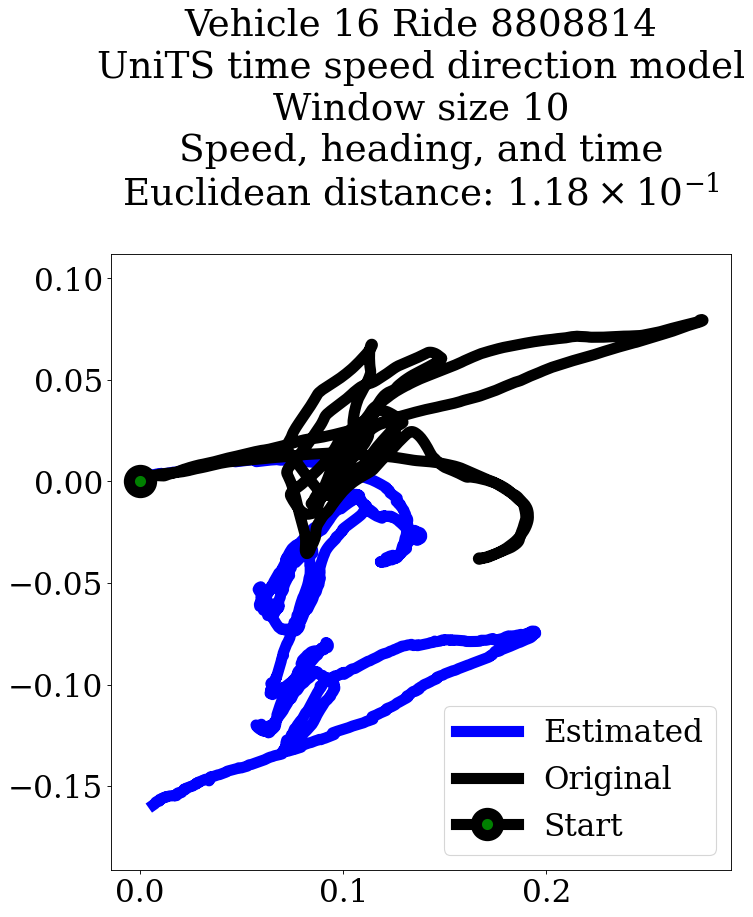 Vehicle 16 Ride 8808814
UniTS time speed direction model
Window size 10
Speed, heading, and time
Euclidean distance: 1.18 × 10⁻¹
0.10
0.05
0.00
−0.05
−0.10
−0.15
0.0 0.1 0.2
Estimated
Original
Start